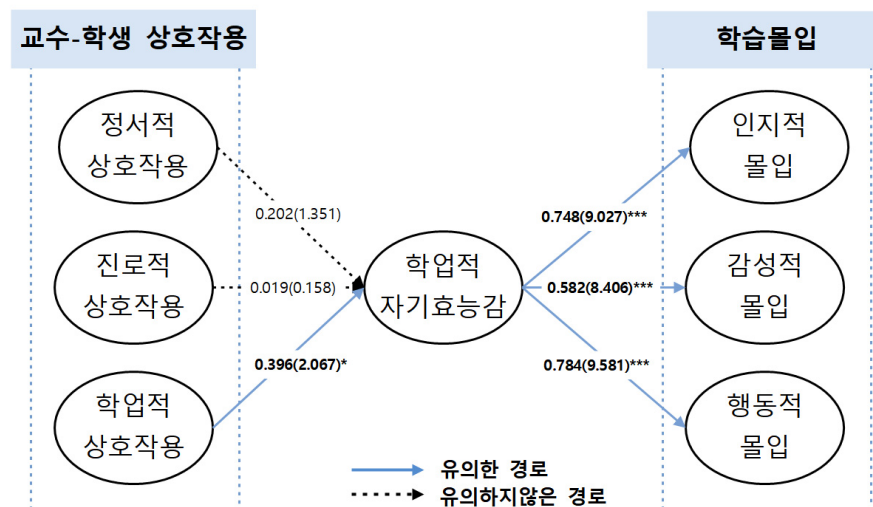 교수-학생 상호작용
학습몰입
정서적
상호작용
인지적
몰입
0.202(1.351)
0.748(9.027)***
진로적
상호작용
0.019(0.158)
학업적
자기효능감
0.582(8.406)***
감성적
몰입
0.396(2.067)*
0.784(9.581)***
학업적
상호작용
행동적
몰입
유의한 경로
유의하지않은 경로